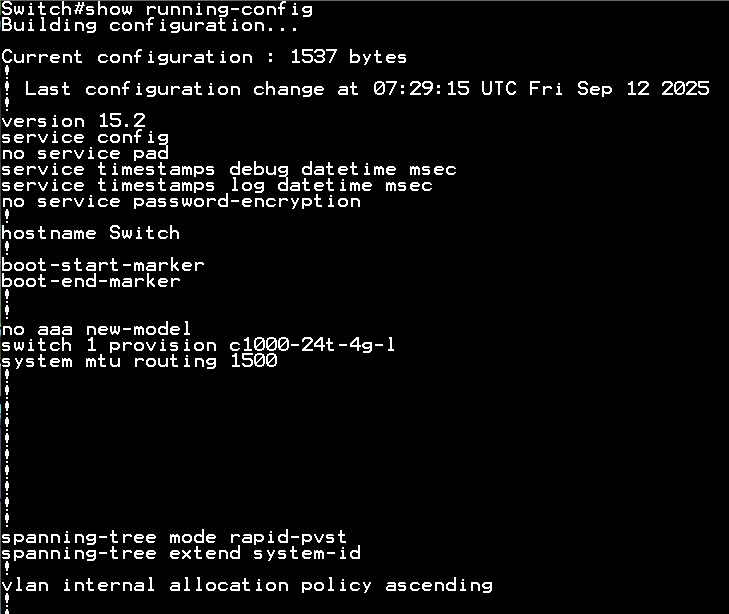 Switch#show running-config
Building configuration...
Current configuration : 1537 bytes
!
! Last configuration change at 07:29:15 UTC Fri Sep 12 2025
!
version 15.2
service config
no service pad
service timestamps debug datetime msec
service timestamps log datetime msec
no service password-encryption
!
hostname Switch
!
boot-start-marker
boot-end-marker
!
!
no aaa new-model
switch 1 provision c1000-24t-4g-l
system mtu routing 1500
!
!
!
!
!
!
!
!
!
!
spanning-tree mode rapid-pvst
spanning-tree extend system-id
!
vlan internal allocation policy ascending
!